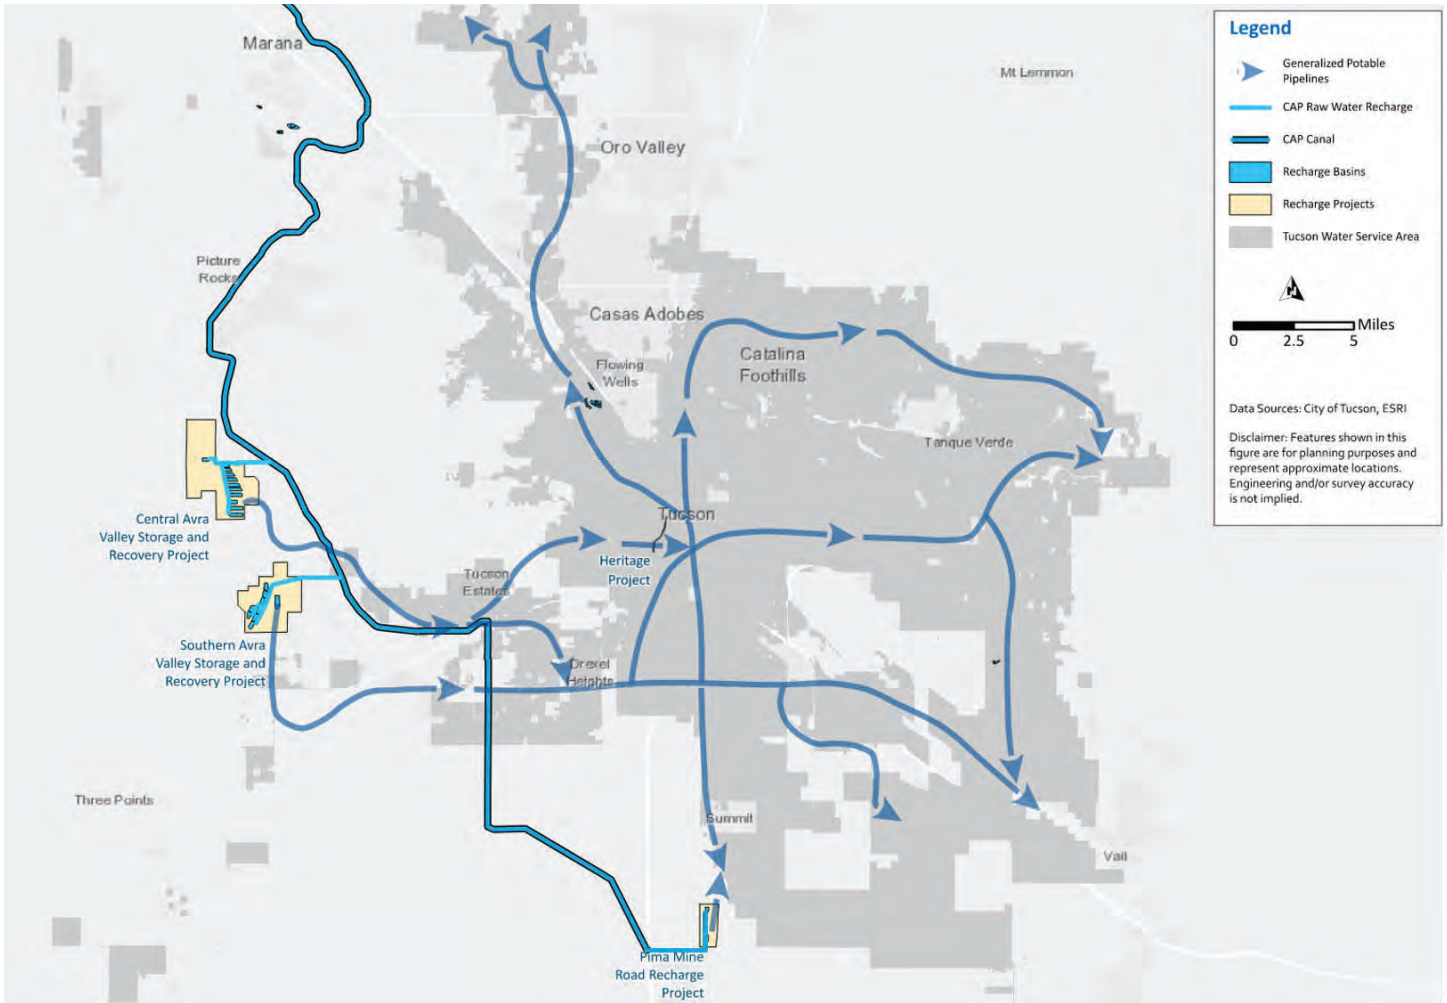 Marana
Mt Lemmon
Oro Valley
Picture
Rocks
Casas Adobes
Flowing
Wells
Catalina
Foothills
Tanque Verde
Central Avra
Valley Storage and
Recovery Project
Tucson
Heritage
Project
Tucson
Estates
Southern Avra
Valley Storage and
Recovery Project
Drexel
Heights
Three Points
Summit
Vail
Pima Mine
Road Recharge
Project
Legend
Generalized Potable
Pipelines
CAP Raw Water Recharge
CAP Canal
Recharge Basins
Recharge Projects
Tucson Water Service Area
N
Miles
0 2.5 5
Data Sources: City of Tucson, ESRI
Disclaimer: Features shown in this
figure are for planning purposes and
represent approximate locations.
Engineering and/or survey accuracy
is not implied.